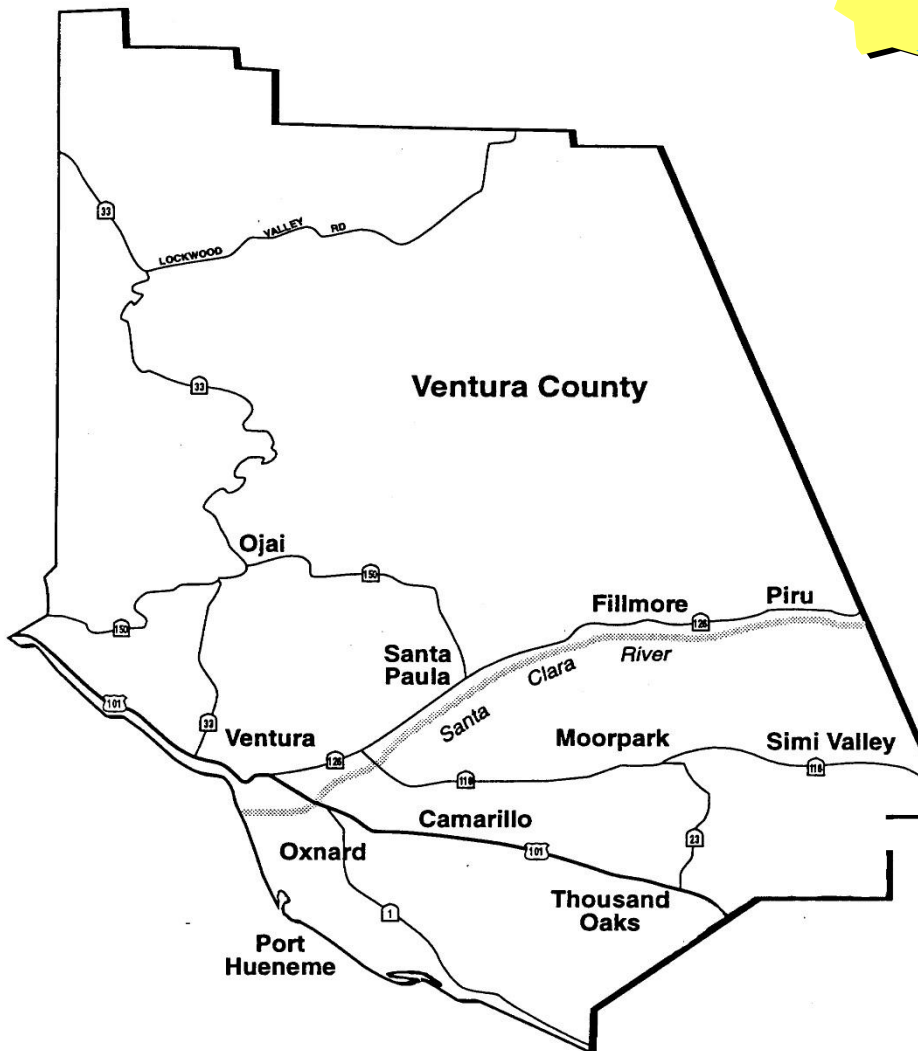 33
LOCKWOOD VALLEY RD
33
Ventura County
Ojai
150
150
Fillmore
126
Piru
Santa
Paula
Santa Clara River
101
33
Ventura
126
118
Moorpark
Simi Valley
118
Camarillo
Oxnard
101
23
Thousand
Oaks
1
Port
Hueneme